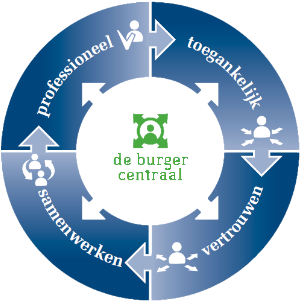 professioneel
toegankelijk
de burger
centraal
samenwerken
vertrouwen